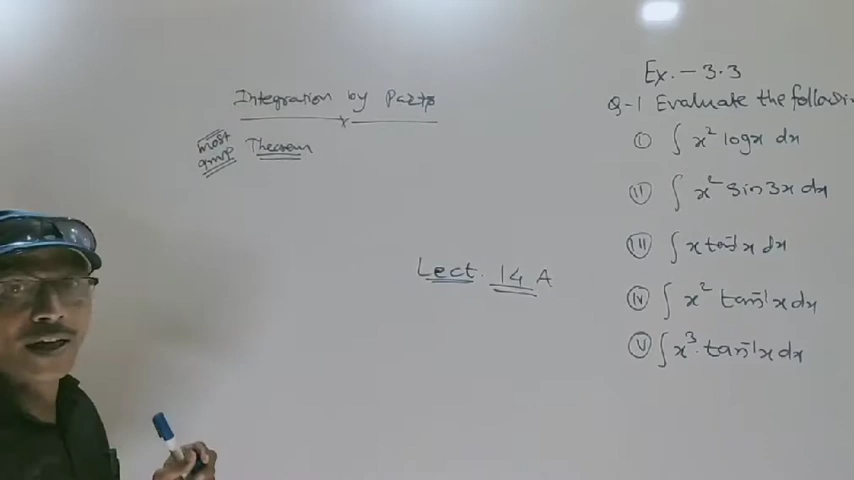 Integration by Parts
most imp Theorem
Lect. 14 A
Ex. - 3.3
Q-1 Evaluate the followin
(i) ∫ x² logx dx
(ii) ∫ x² sin3x dx
(iii) ∫ x tan⁻¹x dx
(iv) ∫ x² tan⁻¹x dx
(v) ∫ x³. tan⁻¹x dx